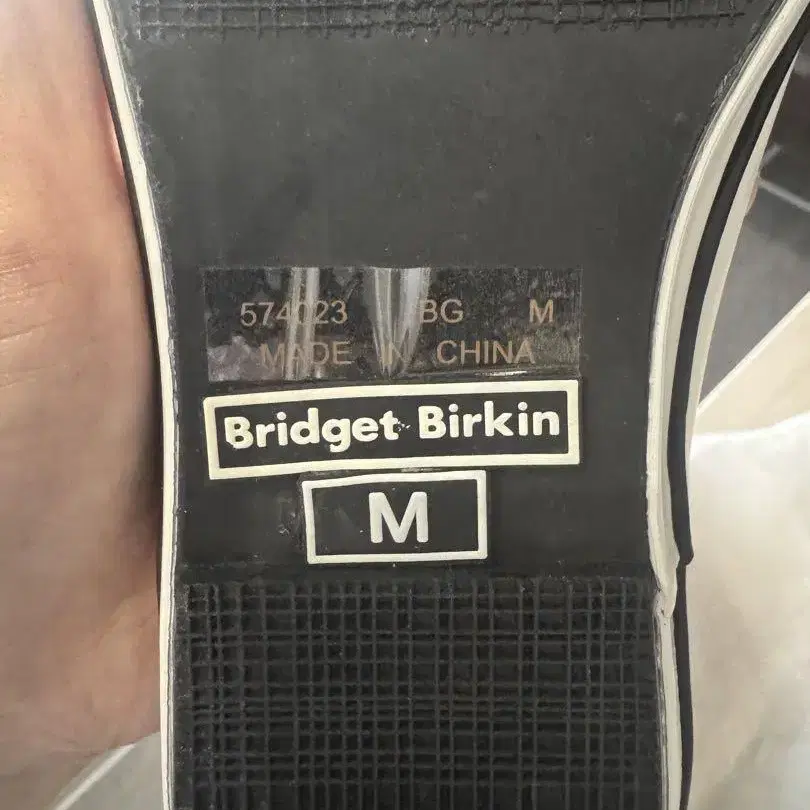 574023 BG M
MADE IN CHINA
Bridget Birkin
M